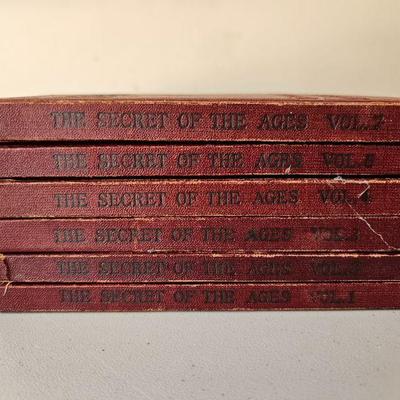 THE SECRET OF THE AGES VOL. 7
THE SECRET OF THE AGES VOL. 5
THE SECRET OF THE AGES VOL. 4
THE SECRET OF THE AGES VOL. 3
THE SECRET OF THE AGES VOL. 2
THE SECRET OF THE AGES VOL. 1